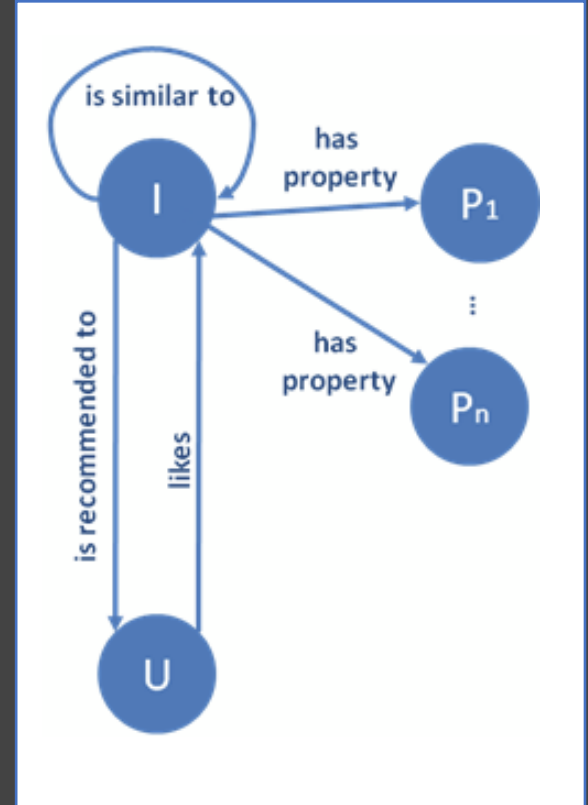 is similar to
I
has
property
P1
⋮
has
property
Pn
is recommended to
likes
U